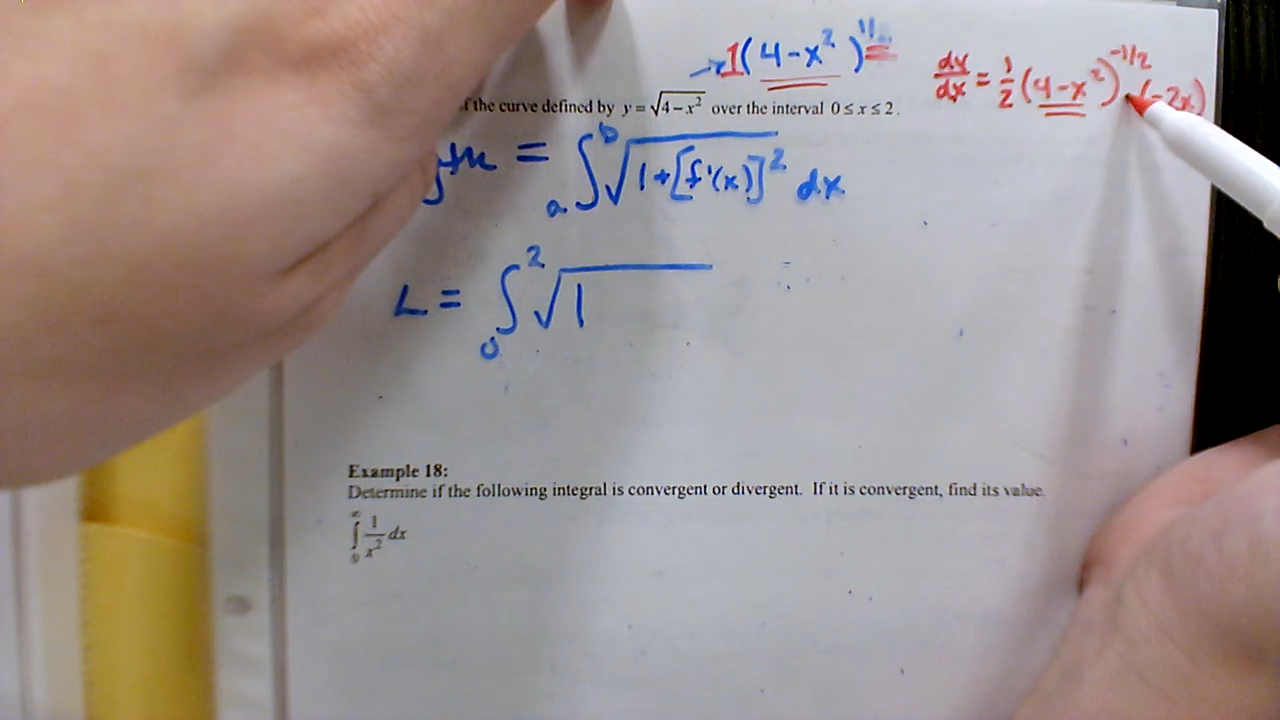 1(4-x²)^1/2
dy/dx = 1/2 (4-x²)^-1/2 · (-2x)
f the curve defined by y = √4-x² over the interval 0 ≤ x ≤ 2.
= ∫ₐᵇ √1+[f'(x)]² dx
L = ∫₀² √1
Example 18:
Determine if the following integral is convergent or divergent. If it is convergent, find its value.
∫₀^∞ 1/x² dx